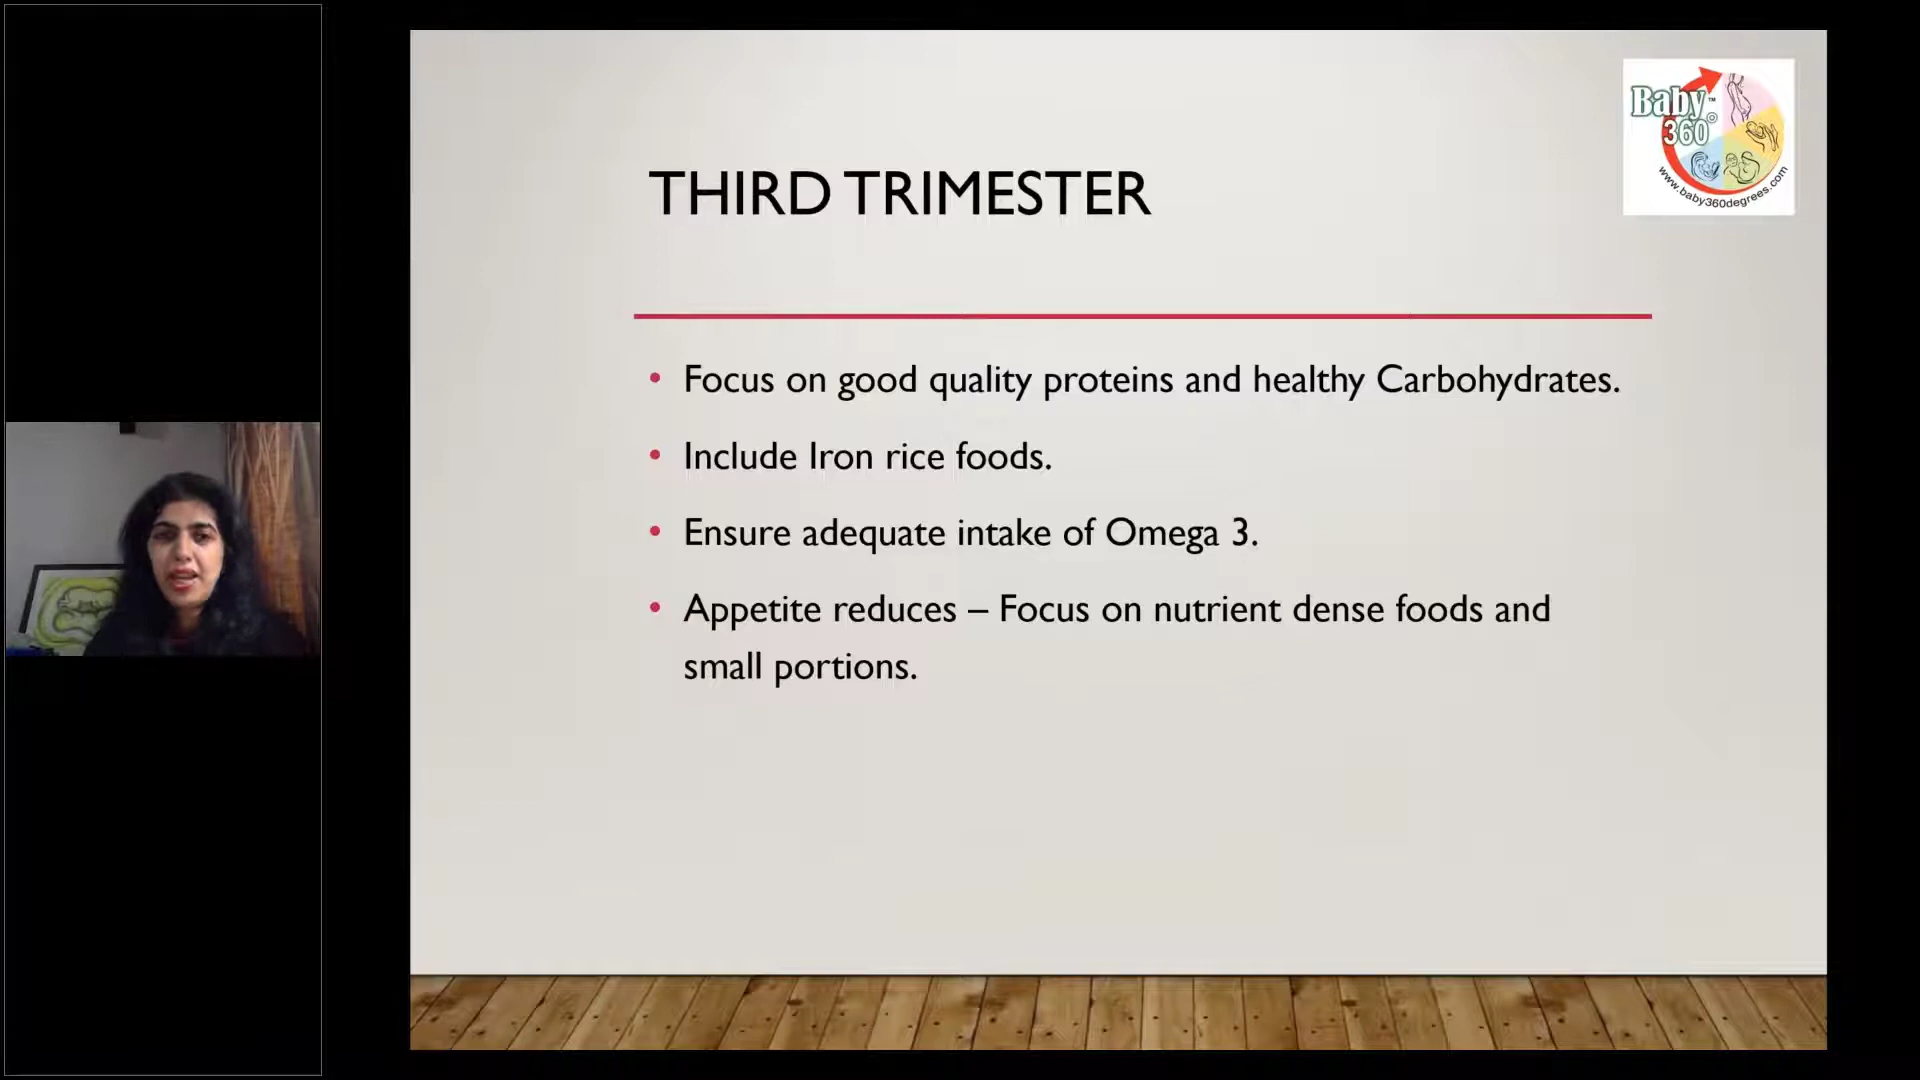 Baby™
360°
www.baby360degrees.com
THIRD TRIMESTER
• Focus on good quality proteins and healthy Carbohydrates.
• Include Iron rice foods.
• Ensure adequate intake of Omega 3.
• Appetite reduces – Focus on nutrient dense foods and
small portions.